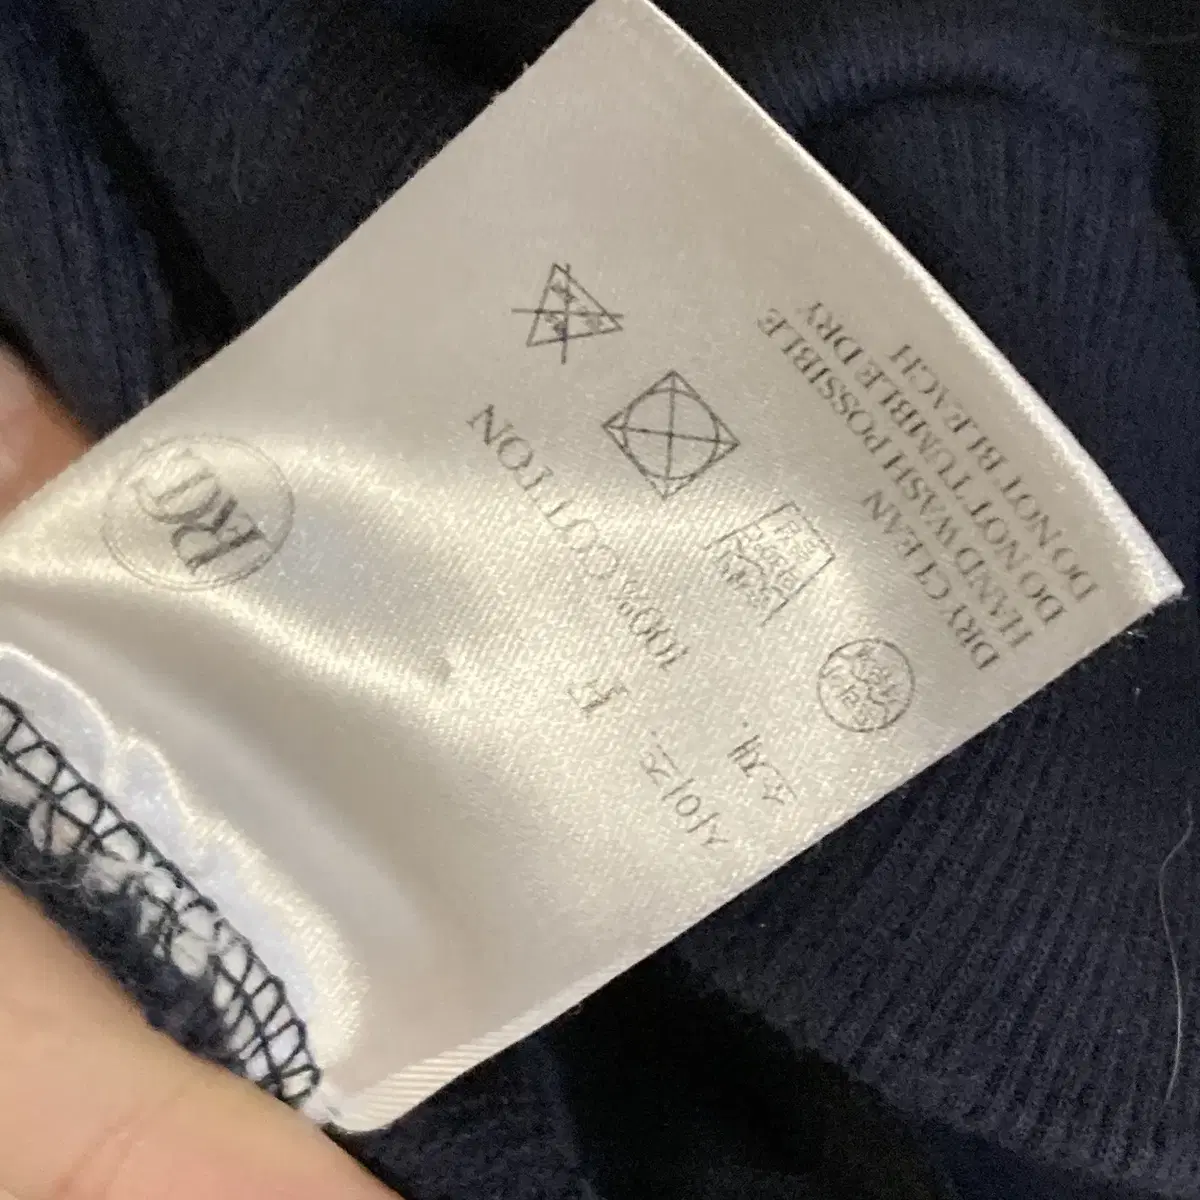 사이즈. F
소재. 100% COTTON
DRY CLEAN
HAND WASH POSSIBLE
DO NOT TUMBLE DRY
DO NOT BLEACH